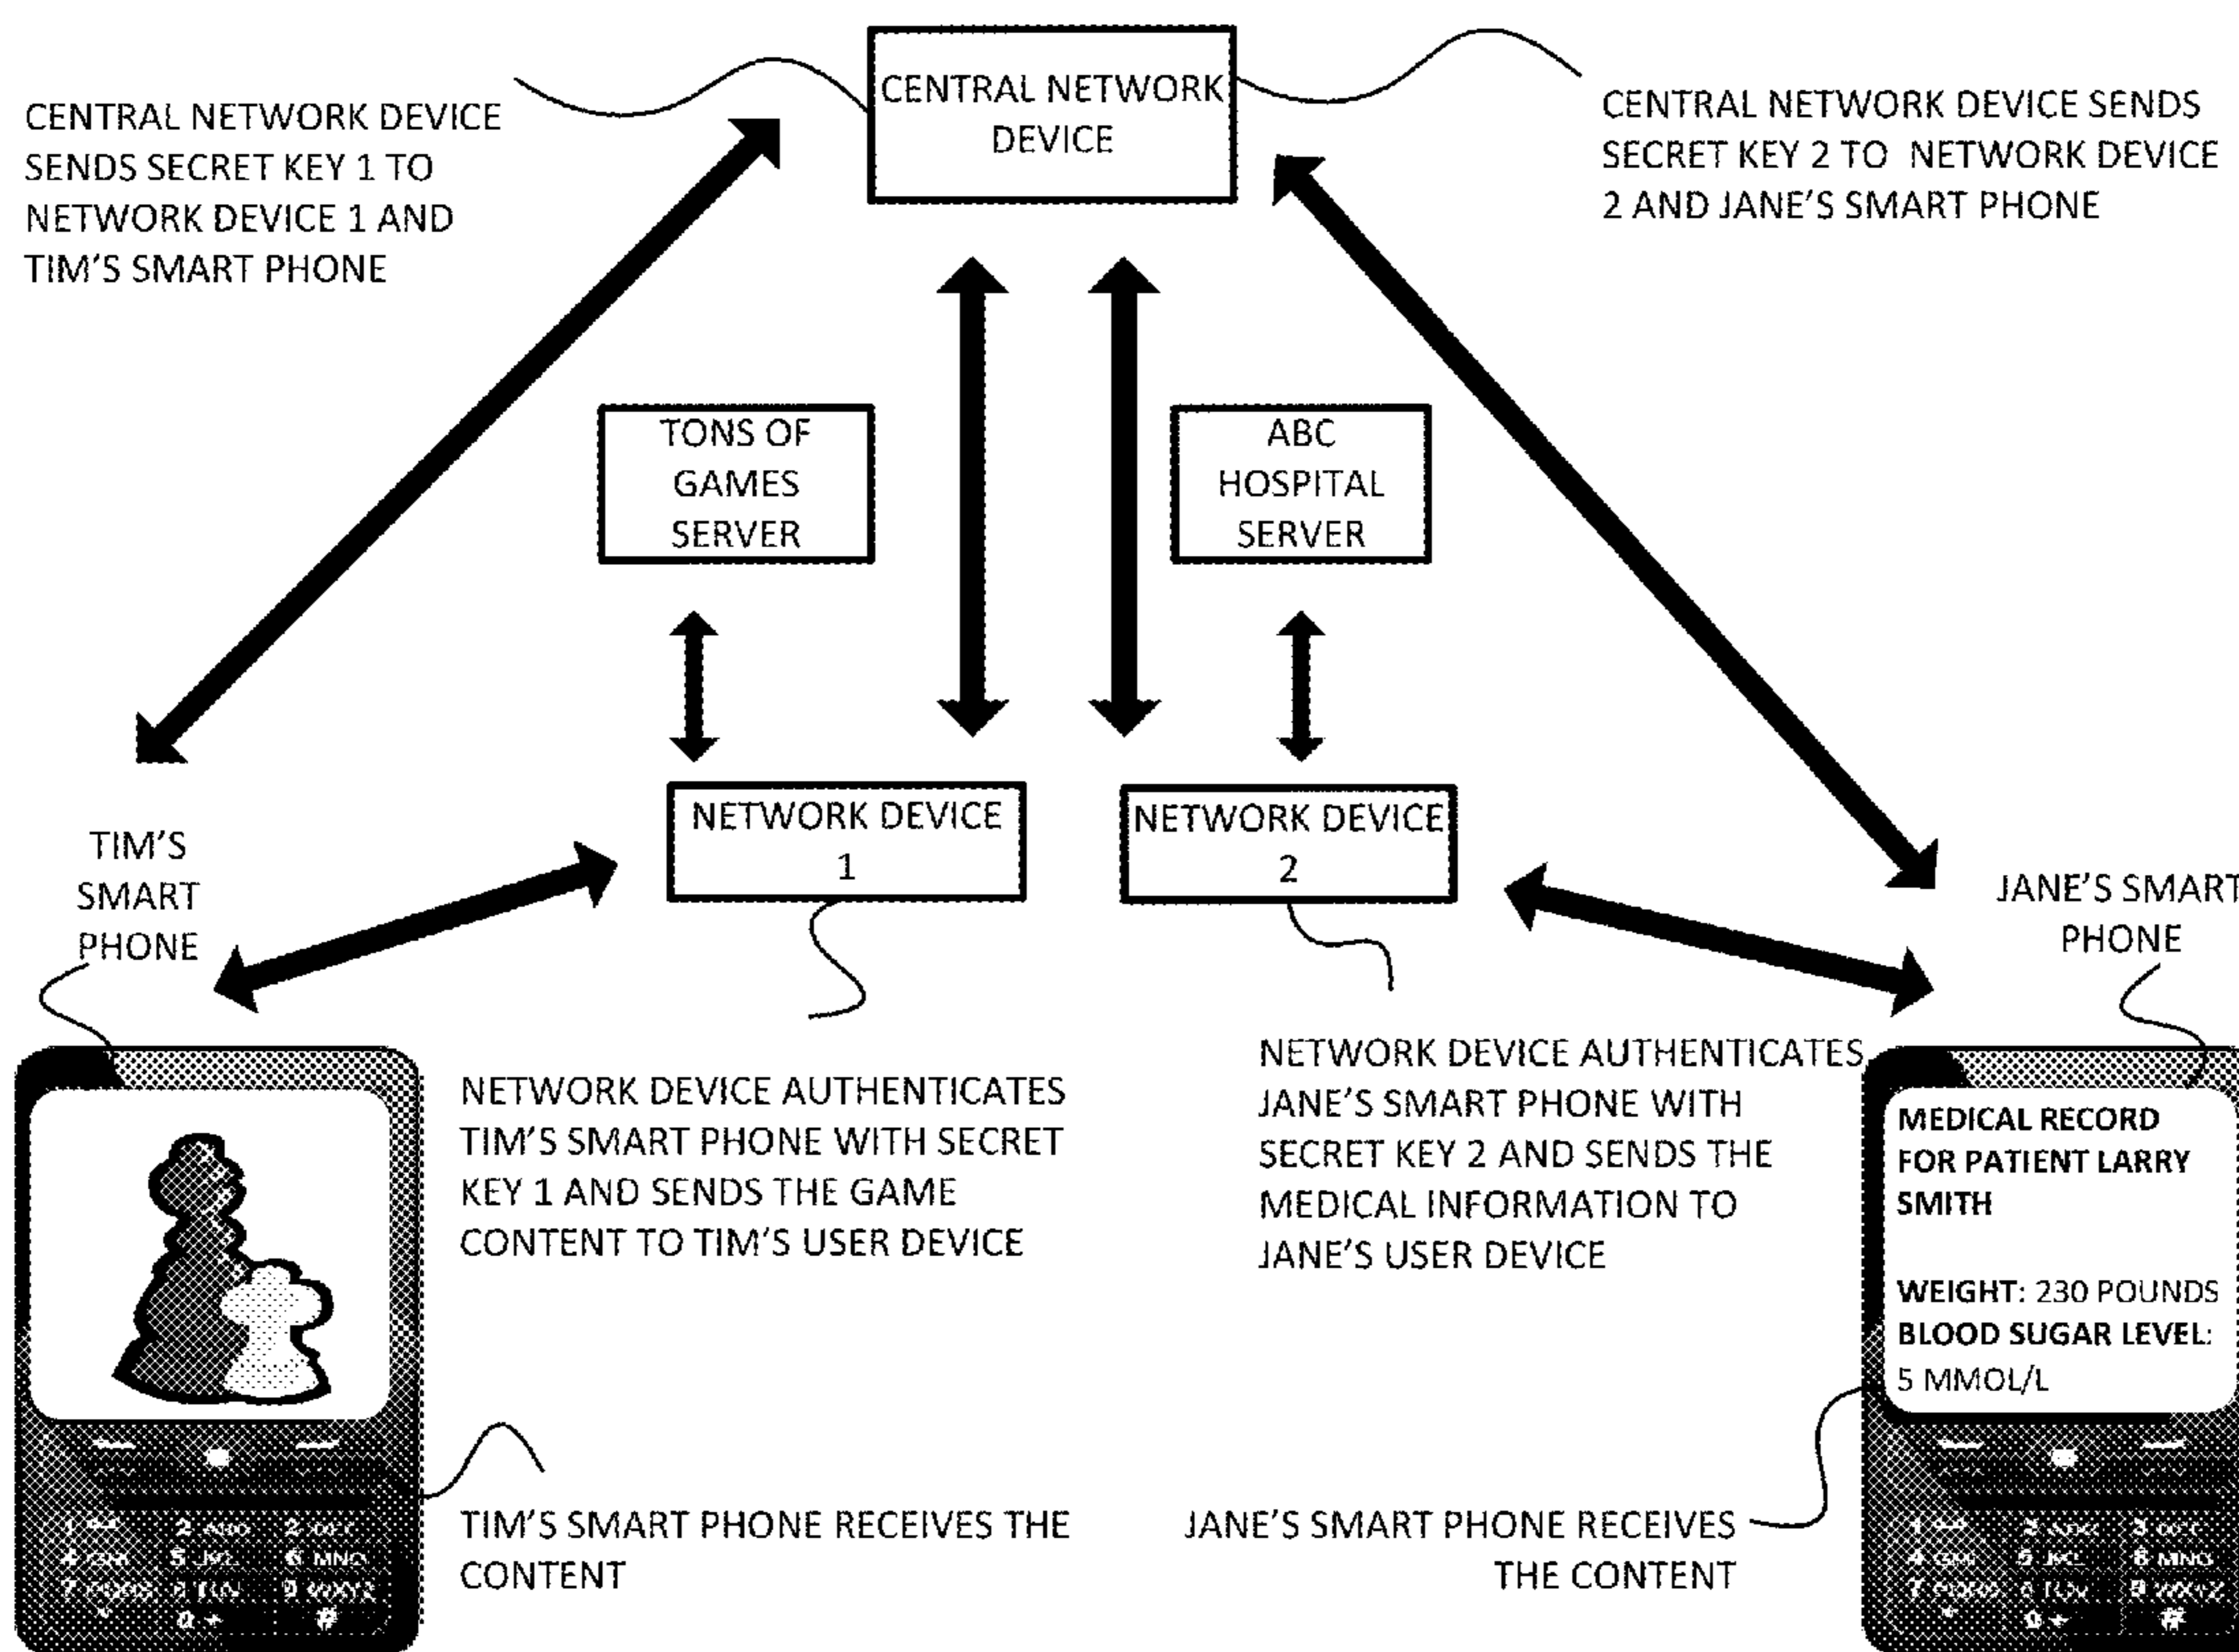 CENTRAL NETWORK
DEVICE
CENTRAL NETWORK DEVICE
SENDS SECRET KEY 1 TO
NETWORK DEVICE 1 AND
TIM'S SMART PHONE
CENTRAL NETWORK DEVICE SENDS
SECRET KEY 2 TO NETWORK DEVICE
2 AND JANE'S SMART PHONE
TONS OF
GAMES
SERVER
ABC
HOSPITAL
SERVER
NETWORK DEVICE
1
NETWORK DEVICE
2
TIM'S
SMART
PHONE
JANE'S SMART
PHONE
NETWORK DEVICE AUTHENTICATES
TIM'S SMART PHONE WITH SECRET
KEY 1 AND SENDS THE GAME
CONTENT TO TIM'S USER DEVICE
NETWORK DEVICE AUTHENTICATES
JANE'S SMART PHONE WITH
SECRET KEY 2 AND SENDS THE
MEDICAL INFORMATION TO
JANE'S USER DEVICE
MEDICAL RECORD
FOR PATIENT LARRY
SMITH
WEIGHT: 230 POUNDS
BLOOD SUGAR LEVEL:
5 MMOL/L
TIM'S SMART PHONE RECEIVES THE
CONTENT
JANE'S SMART PHONE RECEIVES
THE CONTENT